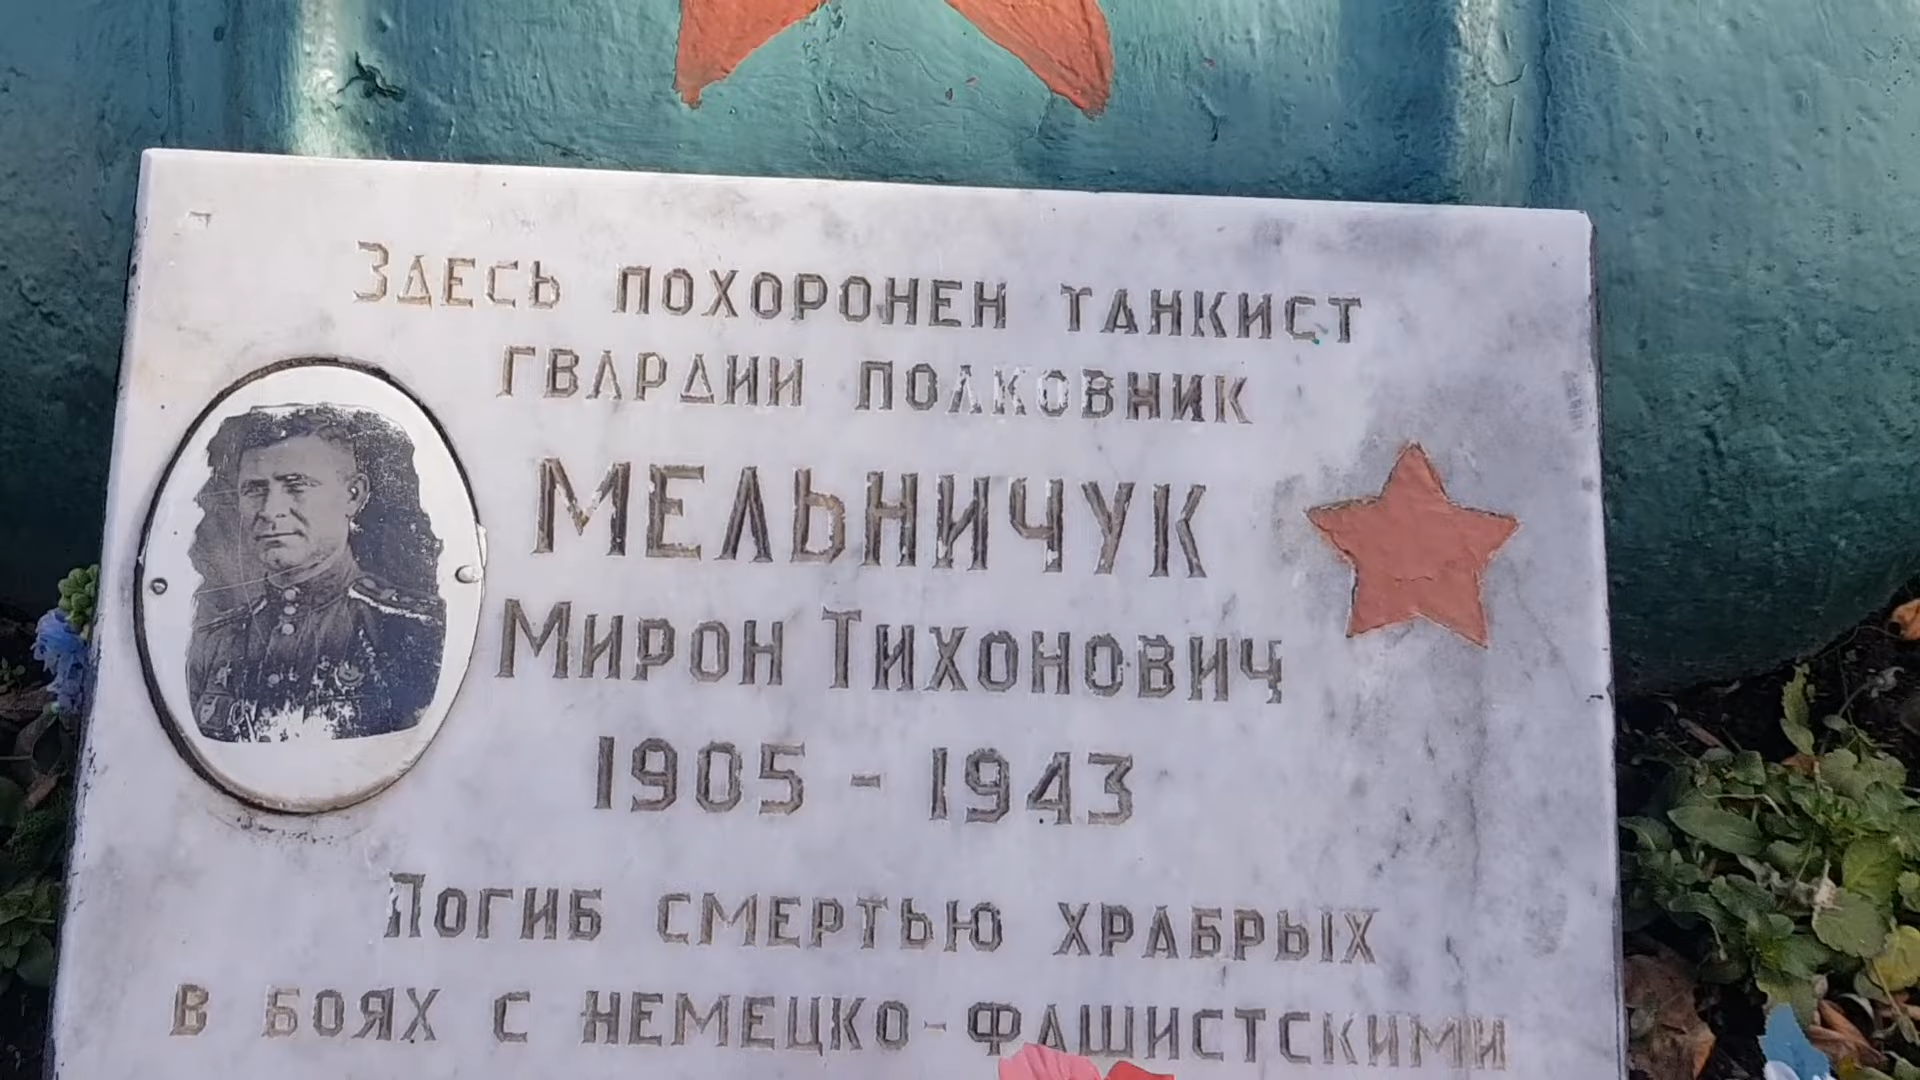 Здесь похоронен танкист
гвардии полковник
Мельничук
Мирон Тихонович
1905 - 1943
Погиб смертью храбрых
в боях с немецко-фашистскими